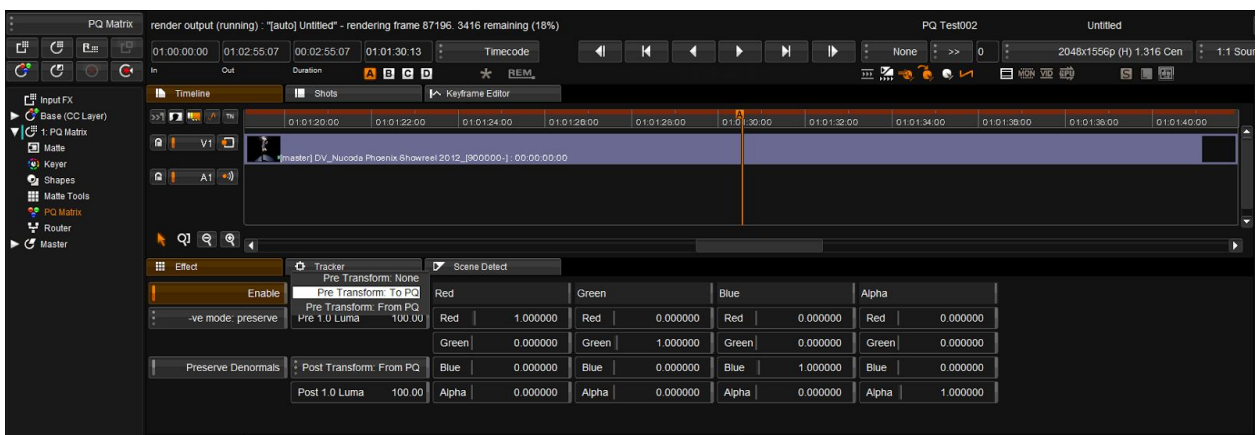 PQ Matrix
render output (running) : "[auto] Untitled" - rendering frame 87196. 3416 remaining (18%)
PQ Test002
Untitled
01:00:00:00 01:02:55:07 00:02:55:07 01:01:30:13 Timecode None >> 0 2048x1556p (H) 1.316 Cen 1:1 Sour
In Out Duration A B C D REM MON VID GPU S
Input FX
Base (CC Layer)
1: PQ Matrix
Matte
Keyer
Shapes
Matte Tools
PQ Matrix
Router
Master
Timeline Shots Keyframe Editor
TN 01:01:20:00 01:01:22:00 01:01:24:00 01:01:26:00 01:01:28:00 01:01:30:00 01:01:32:00 01:01:34:00 01:01:36:00 01:01:38:00 01:01:40:00
V1
[master] DV_Nucoda Phoenix Showreel 2012_[900000-] : 00:00:00:00
A1
Effect Tracker Scene Detect
Pre Transform: None
Pre Transform: To PQ
Pre Transform: From PQ
Enable Red Green Blue Alpha
-ve mode: preserve Pre 1.0 Luma 100.00 Red 1.000000 Red 0.000000 Red 0.000000 Red 0.000000
Green 0.000000 Green 1.000000 Green 0.000000 Green 0.000000
Preserve Denormals Post Transform: From PQ Blue 0.000000 Blue 0.000000 Blue 1.000000 Blue 0.000000
Post 1.0 Luma 100.00 Alpha 0.000000 Alpha 0.000000 Alpha 0.000000 Alpha 1.000000